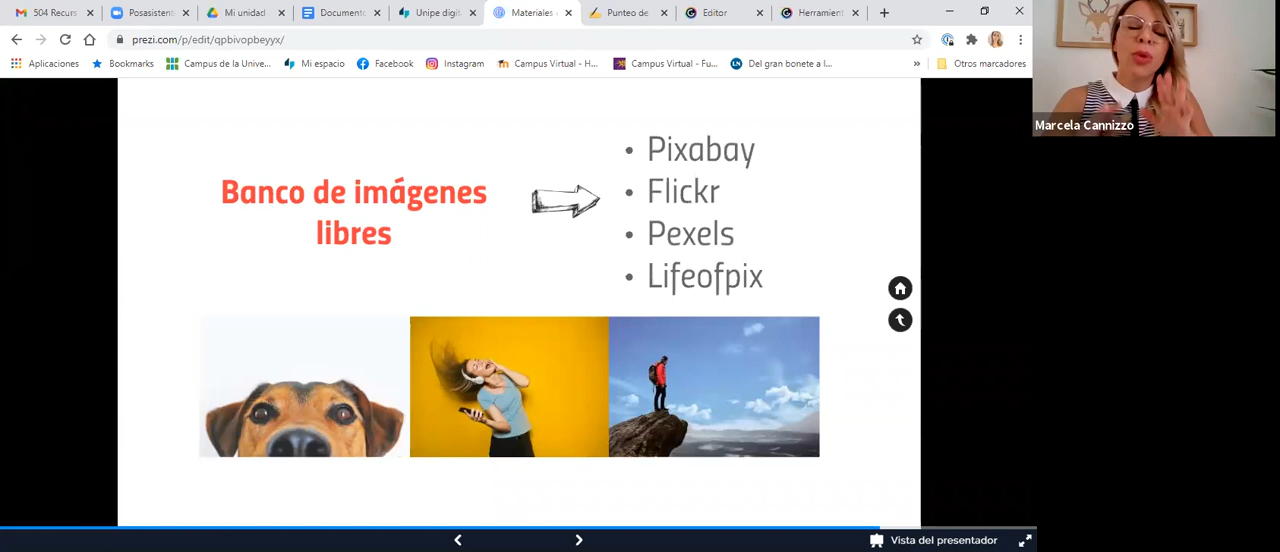 504 Recurs
Posasistent
Mi unidad
Documento
Unipe digit
Materiales
Punteo de
Editor
Herramient
prezi.com/p/edit/qpbivopbeyyx/
Aplicaciones
Bookmarks
Campus de la Unive...
Mi espacio
Facebook
Instagram
Campus Virtual - H...
Campus Virtual - Fu...
Del gran bonete a l...
»
Otros marcadores
Marcela Cannizzo
Banco de imágenes
libres
• Pixabay
• Flickr
• Pexels
• Lifeofpix
Vista del presentador